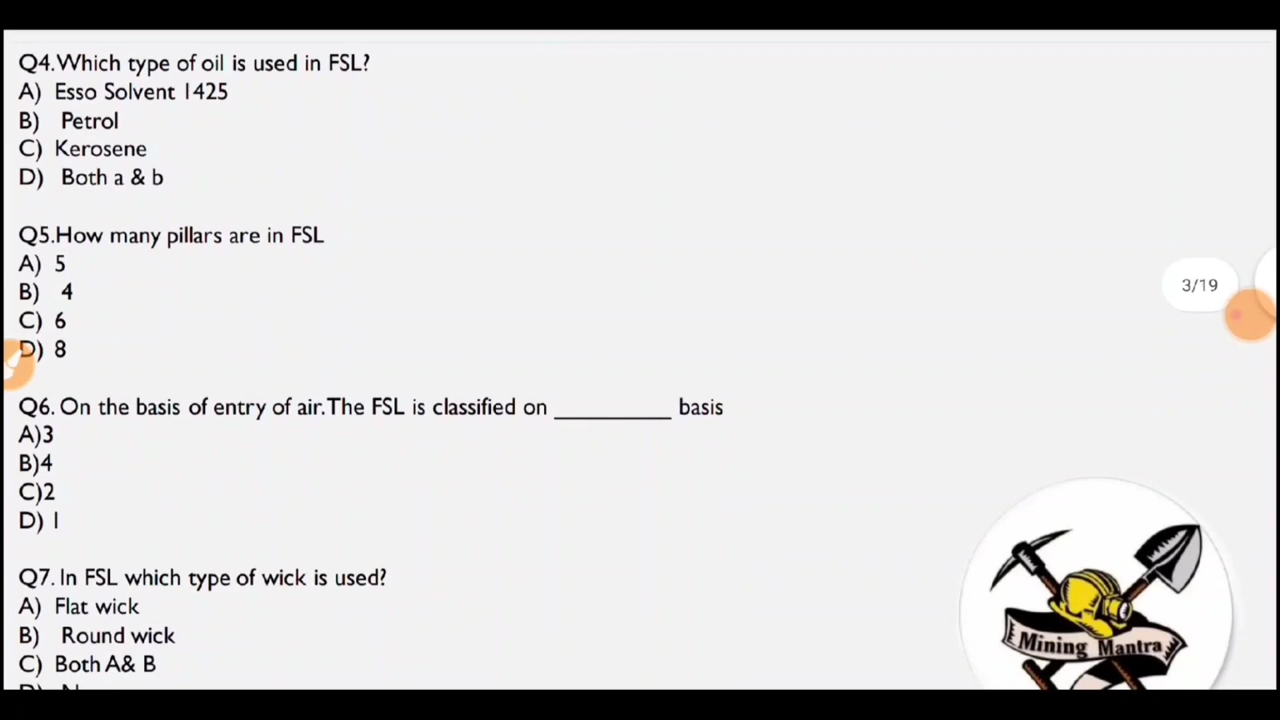 Q4.Which type of oil is used in FSL?
A) Esso Solvent 1425
B) Petrol
C) Kerosene
D) Both a & b
Q5.How many pillars are in FSL
A) 5
B) 4
C) 6
D) 8
3/19
Q6. On the basis of entry of air.The FSL is classified on __________ basis
A)3
B)4
C)2
D) 1
Q7. In FSL which type of wick is used?
A) Flat wick
B) Round wick
C) Both A& B
Mining Mantra